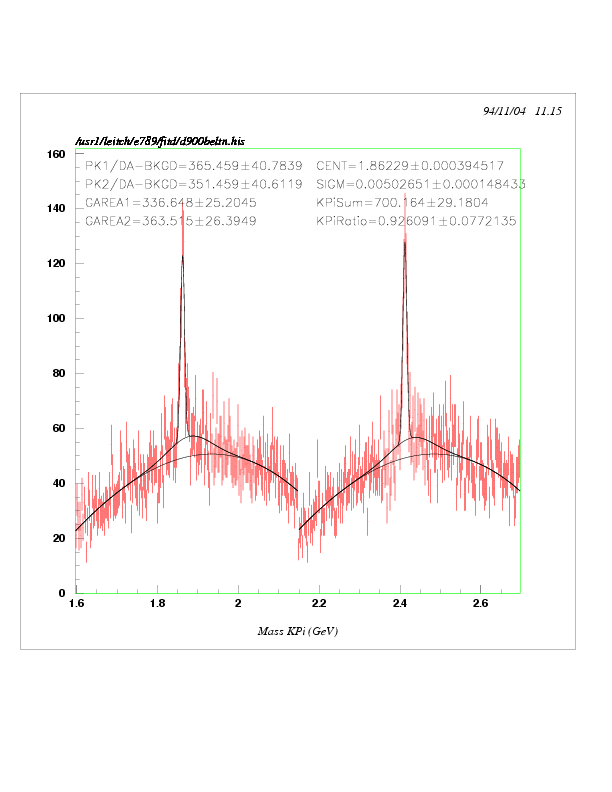 94/11/04 11.15
/usr1/leitch/e789/fitd/d900beltn.his
PK1/DA-BKGD=365.459±40.7839 CENT=1.86229±0.000394517
PK2/DA-BKGD=351.459±40.6119 SIGM=0.00502651±0.000148433
GAREA1=336.648±25.2045 KPiSum=700.164±29.1804
GAREA2=363.515±26.3949 KPiRatio=0.926091±0.0772135
160
140
120
100
80
60
40
20
0
1.6 1.8 2 2.2 2.4 2.6
Mass KPi (GeV)